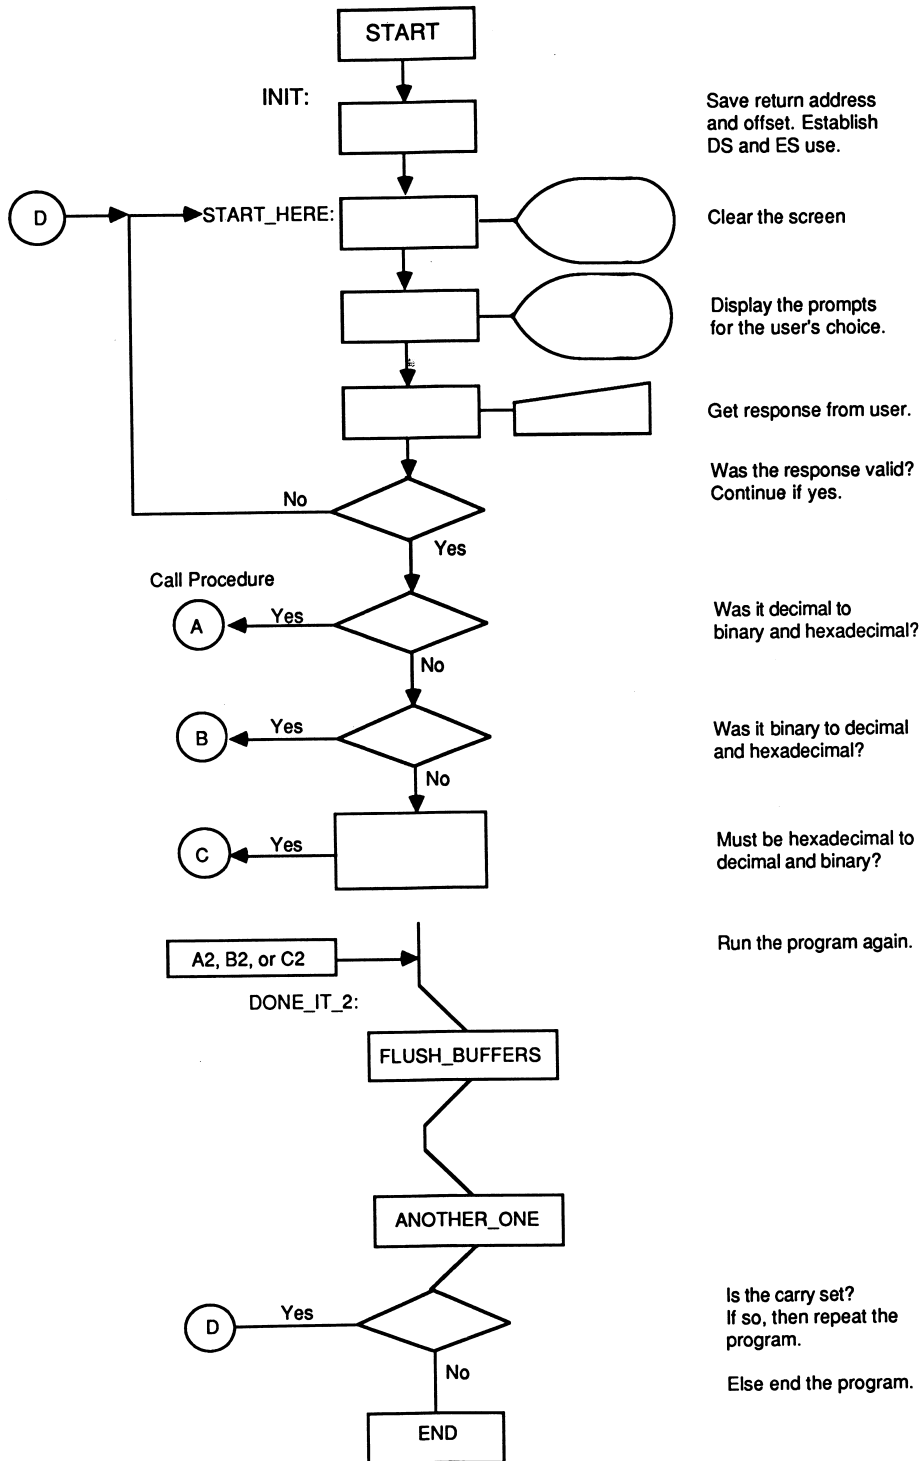 START
INIT:
Save return address
and offset. Establish
DS and ES use.
D
START_HERE:
Clear the screen
Display the prompts
for the user's choice.
Get response from user.
Was the response valid?
Continue if yes.
No
Yes
Call Procedure
A
Yes
Was it decimal to
binary and hexadecimal?
No
B
Yes
Was it binary to decimal
and hexadecimal?
No
C
Yes
Must be hexadecimal to
decimal and binary?
Run the program again.
A2, B2, or C2
DONE_IT_2:
FLUSH_BUFFERS
ANOTHER_ONE
Is the carry set?
If so, then repeat the
program.
D
Yes
No
Else end the program.
END